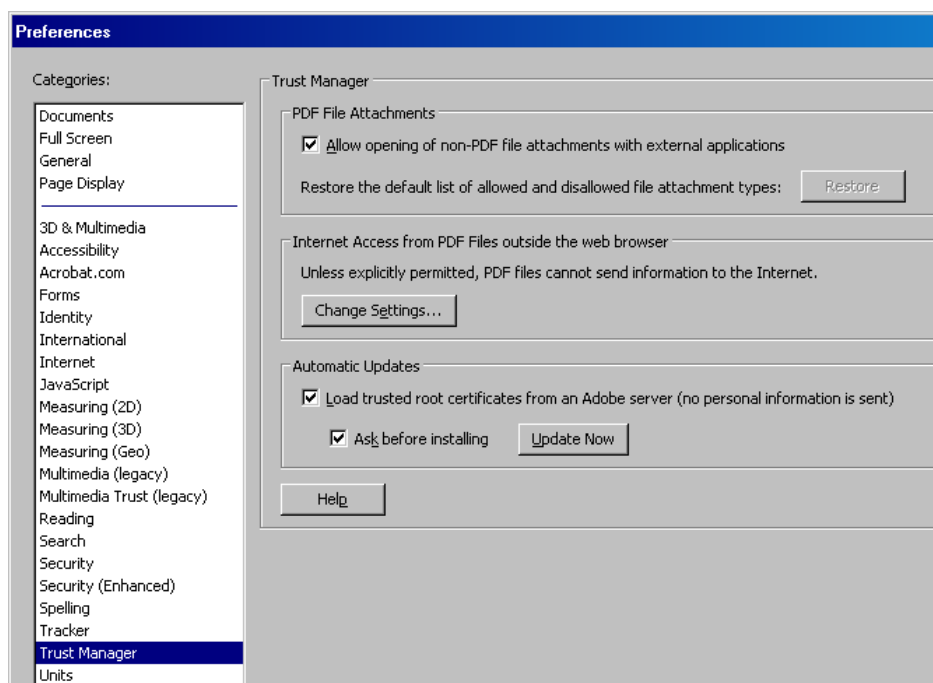 Preferences
Categories:
Documents
Full Screen
General
Page Display
3D & Multimedia
Accessibility
Acrobat.com
Forms
Identity
International
Internet
JavaScript
Measuring (2D)
Measuring (3D)
Measuring (Geo)
Multimedia (legacy)
Multimedia Trust (legacy)
Reading
Search
Security
Security (Enhanced)
Spelling
Tracker
Trust Manager
Units
Trust Manager
PDF File Attachments
Allow opening of non-PDF file attachments with external applications
Restore the default list of allowed and disallowed file attachment types: Restore
Internet Access from PDF Files outside the web browser
Unless explicitly permitted, PDF files cannot send information to the Internet.
Change Settings...
Automatic Updates
Load trusted root certificates from an Adobe server (no personal information is sent)
Ask before installing Update Now
Help